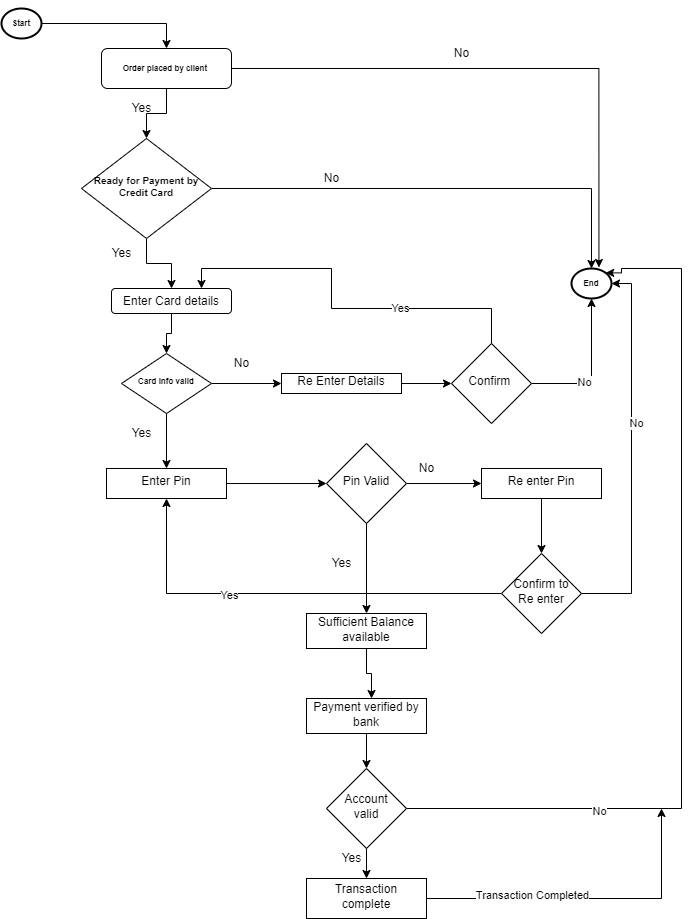 Start
Order placed by client
No
Yes
Ready for Payment by
Credit Card
No
Yes
Enter Card details
End
Yes
Card info valid
No
Re Enter Details
Confirm
No
Yes
No
Enter Pin
Pin Valid
No
Re enter Pin
Yes
Confirm to
Re enter
Yes
Sufficient Balance
available
Payment verified by
bank
Account
valid
No
Yes
Transaction
complete
Transaction Completed